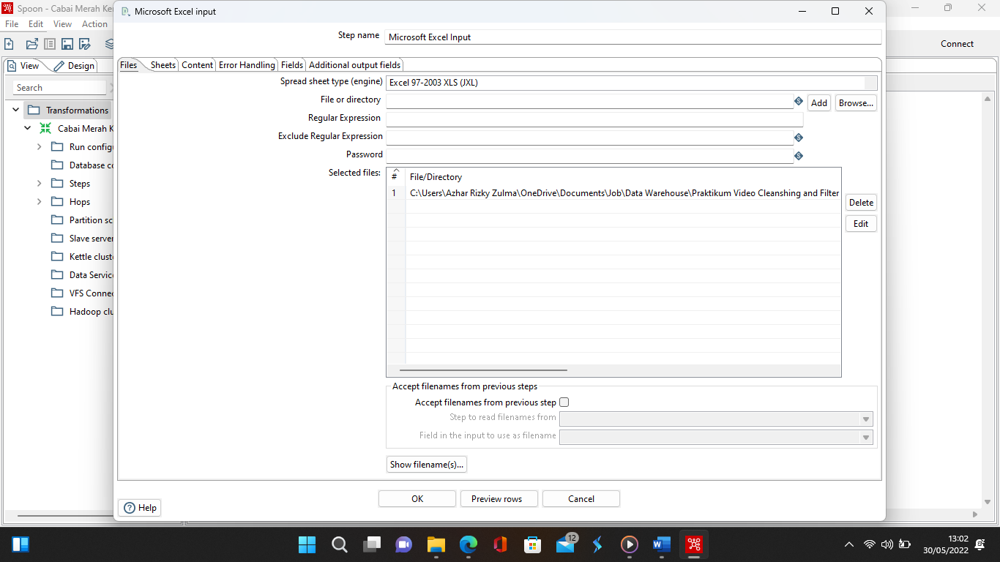 Spoon - Cabai Merah Ke
Microsoft Excel input
File Edit View Action
Step name Microsoft Excel Input
Connect
View Design
Files Sheets Content Error Handling Fields Additional output fields
Search
Spread sheet type (engine) Excel 97-2003 XLS (JXL)
File or directory Add Browse...
Regular Expression
Exclude Regular Expression
Password
Selected files: # File/Directory
1 C:\Users\Azhar Rizky Zulma\OneDrive\Documents\Job\Data Warehouse\Praktikum Video Cleanshing and Filter
Transformations
Cabai Merah K
Run config
Database co
Steps
Hops
Partition sc
Slave server
Kettle cluste
Data Servic
VFS Connec
Hadoop clu
Delete
Edit
Accept filenames from previous steps
Accept filenames from previous step
Step to read filenames from
Field in the input to use as filename
Show filename(s)...
OK Preview rows Cancel
Help
12
13:02
30/05/2022